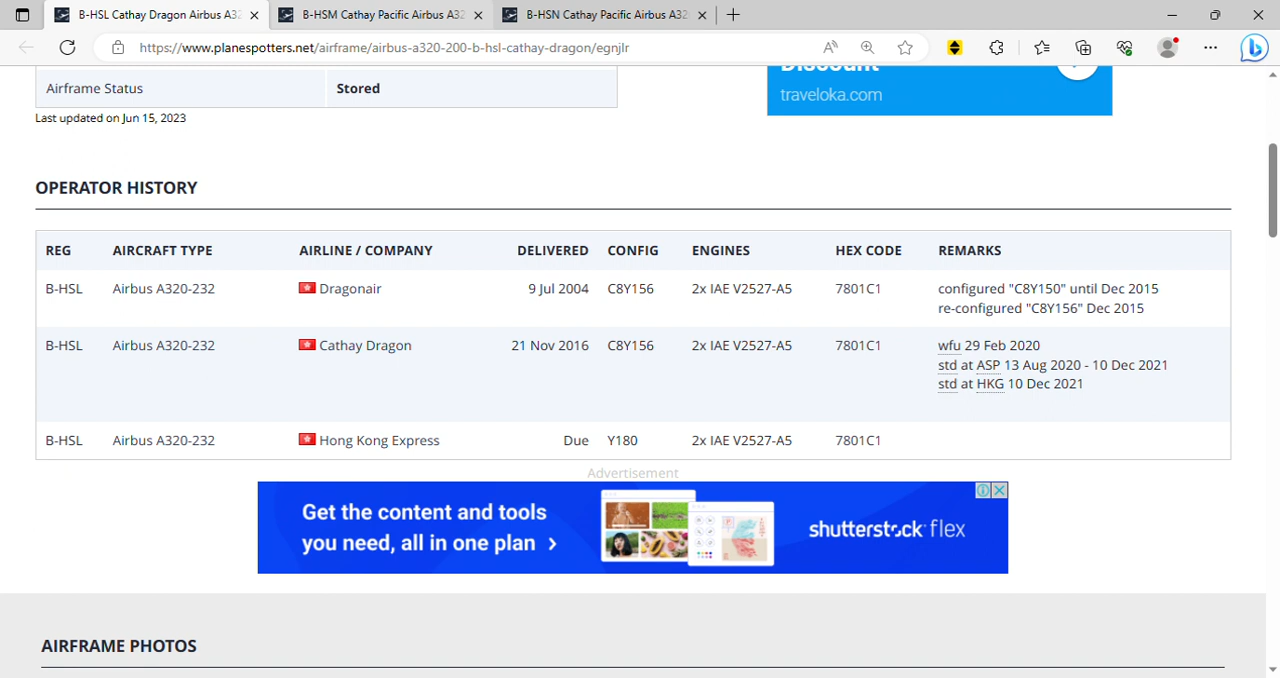 B-HSL Cathay Dragon Airbus A32
B-HSM Cathay Pacific Airbus A32
B-HSN Cathay Pacific Airbus A32
https://www.planespotters.net/airframe/airbus-a320-200-b-hsl-cathay-dragon/egnjlr
Airframe Status Stored
Discount
traveloka.com
Last updated on Jun 15, 2023
OPERATOR HISTORY
REG AIRCRAFT TYPE AIRLINE / COMPANY DELIVERED CONFIG ENGINES HEX CODE REMARKS
B-HSL Airbus A320-232 Dragonair 9 Jul 2004 C8Y156 2x IAE V2527-A5 7801C1 configured "C8Y150" until Dec 2015
re-configured "C8Y156" Dec 2015
B-HSL Airbus A320-232 Cathay Dragon 21 Nov 2016 C8Y156 2x IAE V2527-A5 7801C1 wfu 29 Feb 2020
std at ASP 13 Aug 2020 - 10 Dec 2021
std at HKG 10 Dec 2021
B-HSL Airbus A320-232 Hong Kong Express Due Y180 2x IAE V2527-A5 7801C1
Advertisement
Get the content and tools
you need, all in one plan >
shutterstock flex
AIRFRAME PHOTOS